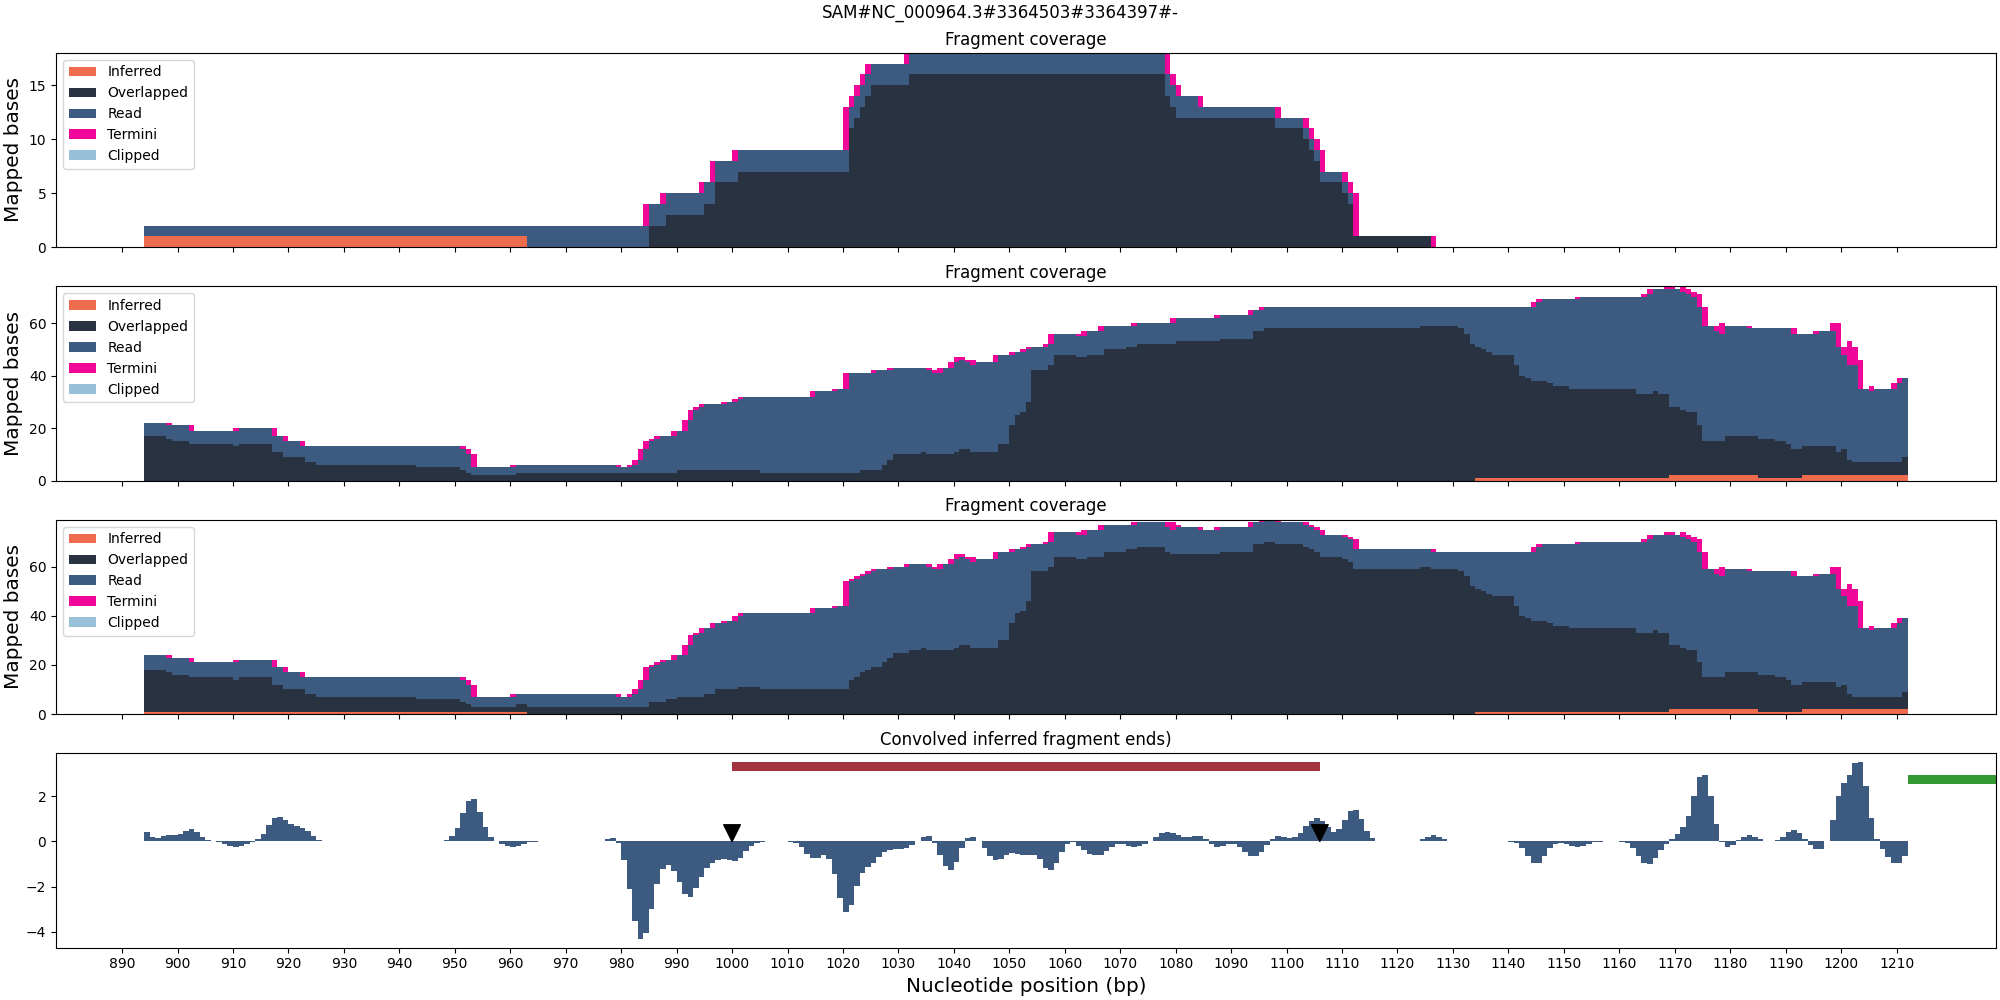 SAM#NC_000964.3#3364503#3364397#-
Fragment coverage
Mapped bases
15
10
5
0
Inferred
Overlapped
Read
Termini
Clipped
Fragment coverage
Mapped bases
60
40
20
0
Inferred
Overlapped
Read
Termini
Clipped
Fragment coverage
Mapped bases
60
40
20
0
Inferred
Overlapped
Read
Termini
Clipped
Convolved inferred fragment ends)
2
0
−2
−4
890 900 910 920 930 940 950 960 970 980 990 1000 1010 1020 1030 1040 1050 1060 1070 1080 1090 1100 1110 1120 1130 1140 1150 1160 1170 1180 1190 1200 1210
Nucleotide position (bp)